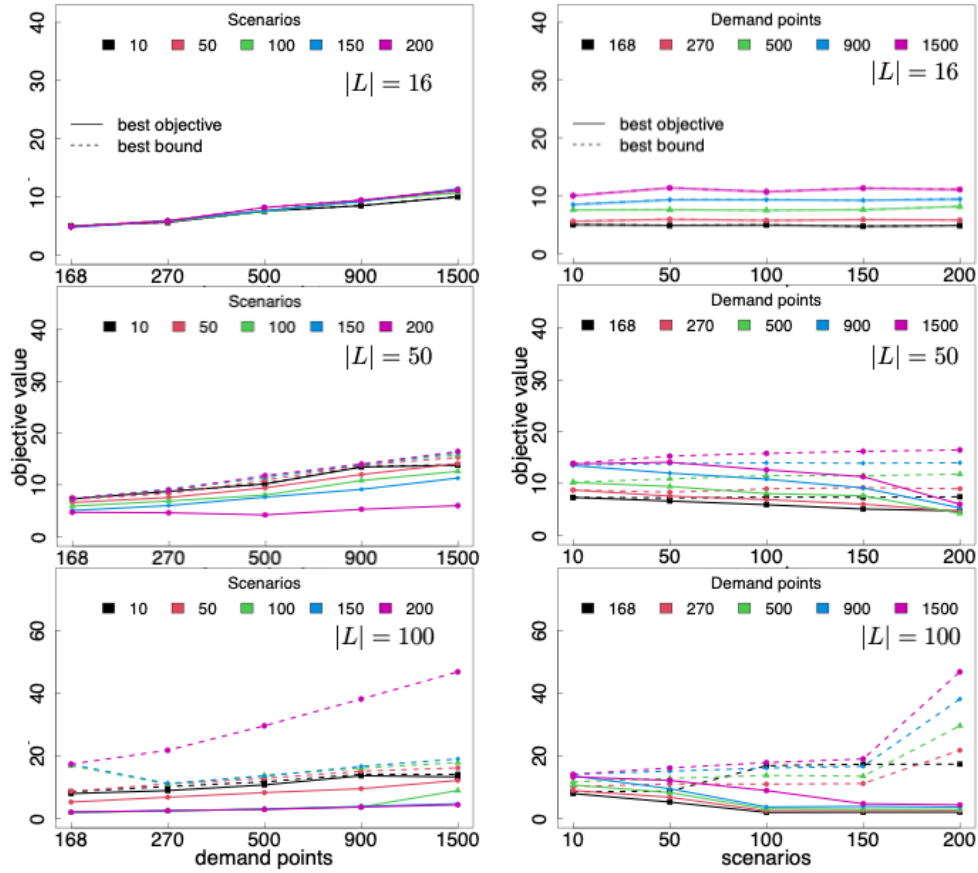 Scenarios
10 50 100 150 200
|L| = 16
best objective
best bound
0 10 20 30 40
168 270 500 900 1500
Demand points
168 270 500 900 1500
|L| = 16
best objective
best bound
0 10 20 30 40
10 50 100 150 200
Scenarios
10 50 100 150 200
|L| = 50
objective value
0 10 20 30 40
168 270 500 900 1500
Demand points
168 270 500 900 1500
|L| = 50
objective value
0 10 20 30 40
10 50 100 150 200
Scenarios
10 50 100 150 200
|L| = 100
0 20 40 60
168 270 500 900 1500
demand points
Demand points
168 270 500 900 1500
|L| = 100
0 20 40 60
10 50 100 150 200
scenarios